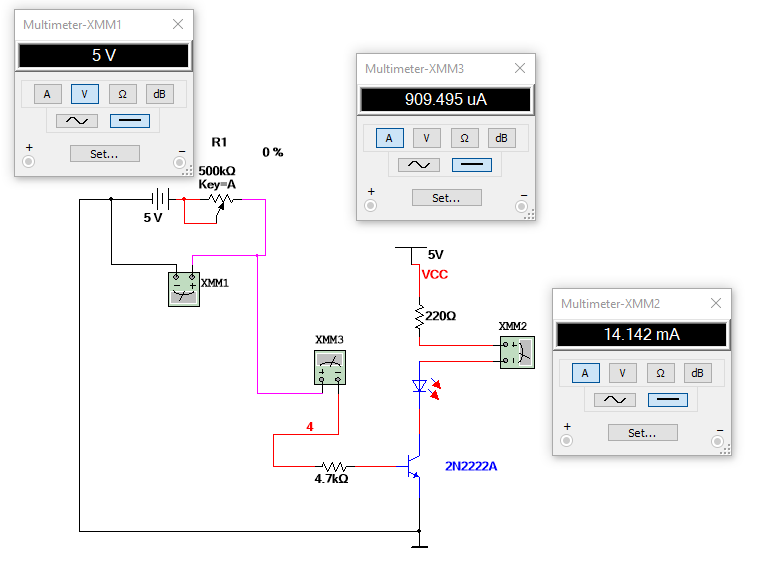 Multimeter-XMM1
5 V
A V Ω dB
+ Set... −
Multimeter-XMM3
909.495 uA
A V Ω dB
+ Set... −
R1
0 %
500kΩ
Key=A
5 V
XMM1
5V
VCC
220Ω
XMM2
Multimeter-XMM2
14.142 mA
A V Ω dB
+ Set... −
XMM3
4
4.7kΩ
2N2222A